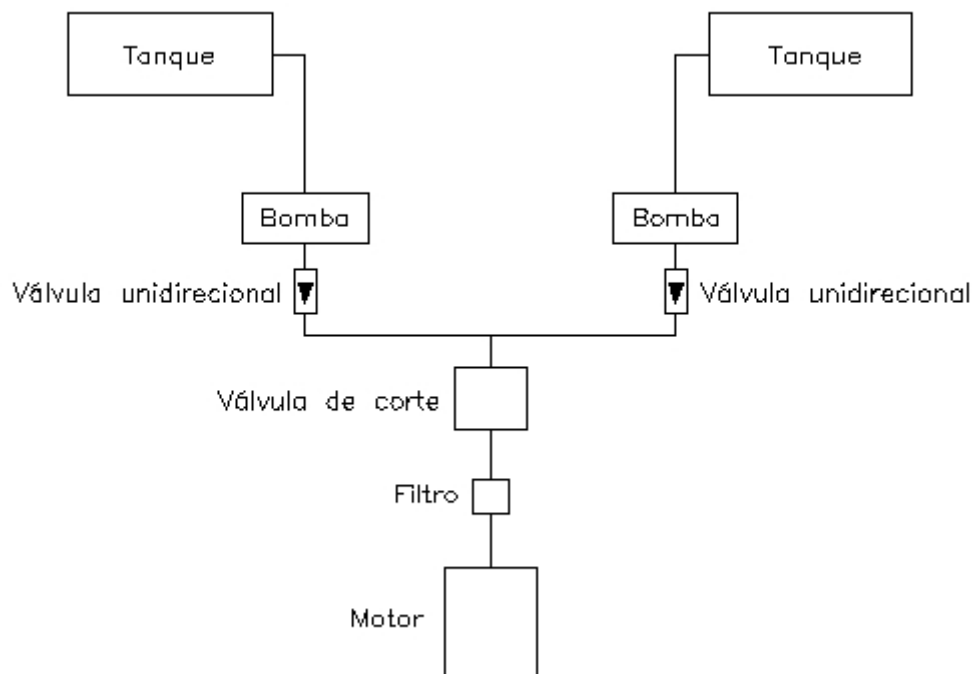 Tanque
Tanque
Bomba
Bomba
Válvula unidirecional
Válvula unidirecional
Válvula de corte
Filtro
Motor